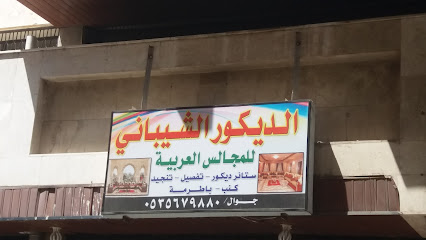 الديكور الشيباني
للمجالس العربية
ستائر ديكور - تفصيل - تنجيد
كنب - باطرمة
جوال / ٠٥٣٥٦٧٩٨٨٠